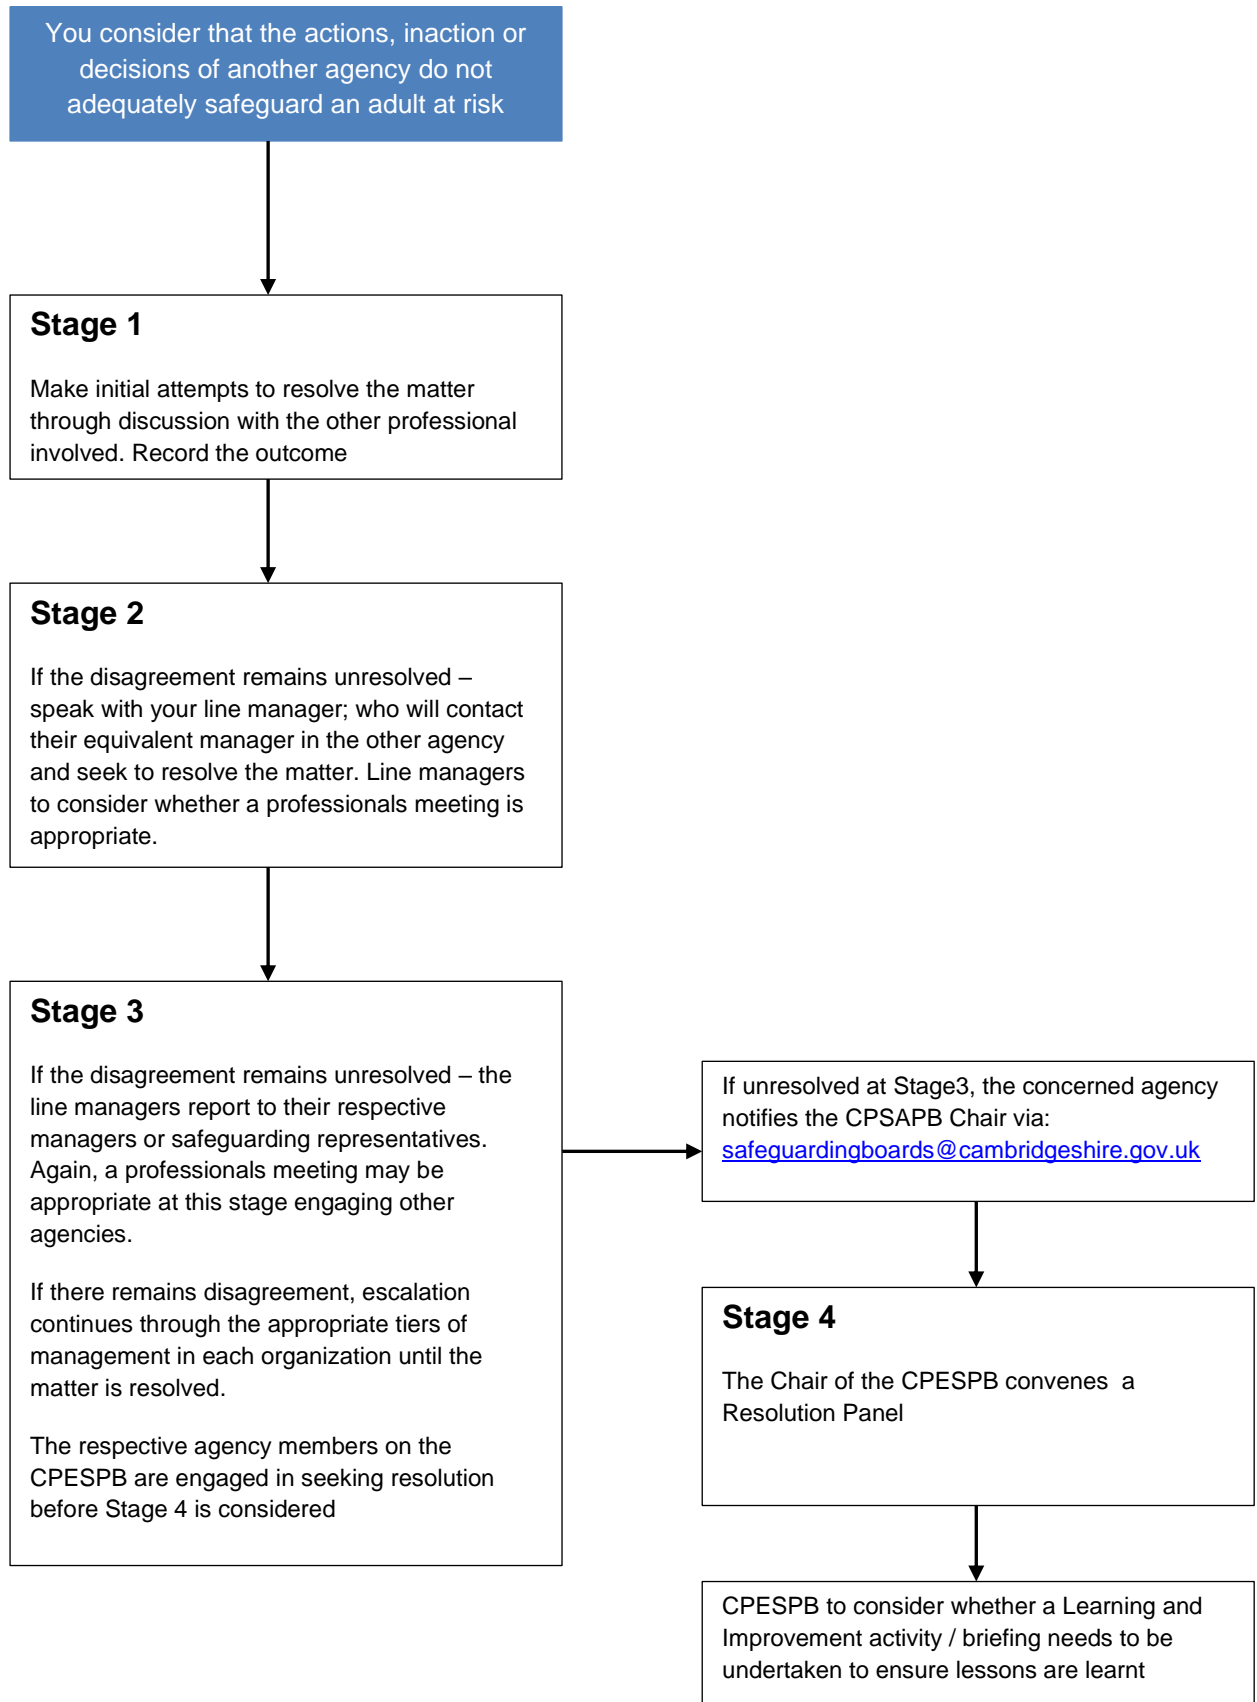 You consider that the actions, inaction or
decisions of another agency do not
adequately safeguard an adult at risk
Stage 1
Make initial attempts to resolve the matter
through discussion with the other professional
involved. Record the outcome
Stage 2
If the disagreement remains unresolved –
speak with your line manager; who will contact
their equivalent manager in the other agency
and seek to resolve the matter. Line managers
to consider whether a professionals meeting is
appropriate.
Stage 3
If the disagreement remains unresolved – the
line managers report to their respective
managers or safeguarding representatives.
Again, a professionals meeting may be
appropriate at this stage engaging other
agencies.
If there remains disagreement, escalation
continues through the appropriate tiers of
management in each organization until the
matter is resolved.
The respective agency members on the
CPESPB are engaged in seeking resolution
before Stage 4 is considered
If unresolved at Stage3, the concerned agency
notifies the CPSAPB Chair via:
safeguardingboards@cambridgeshire.gov.uk
Stage 4
The Chair of the CPESPB convenes  a
Resolution Panel
CPESPB to consider whether a Learning and
Improvement activity / briefing needs to be
undertaken to ensure lessons are learnt